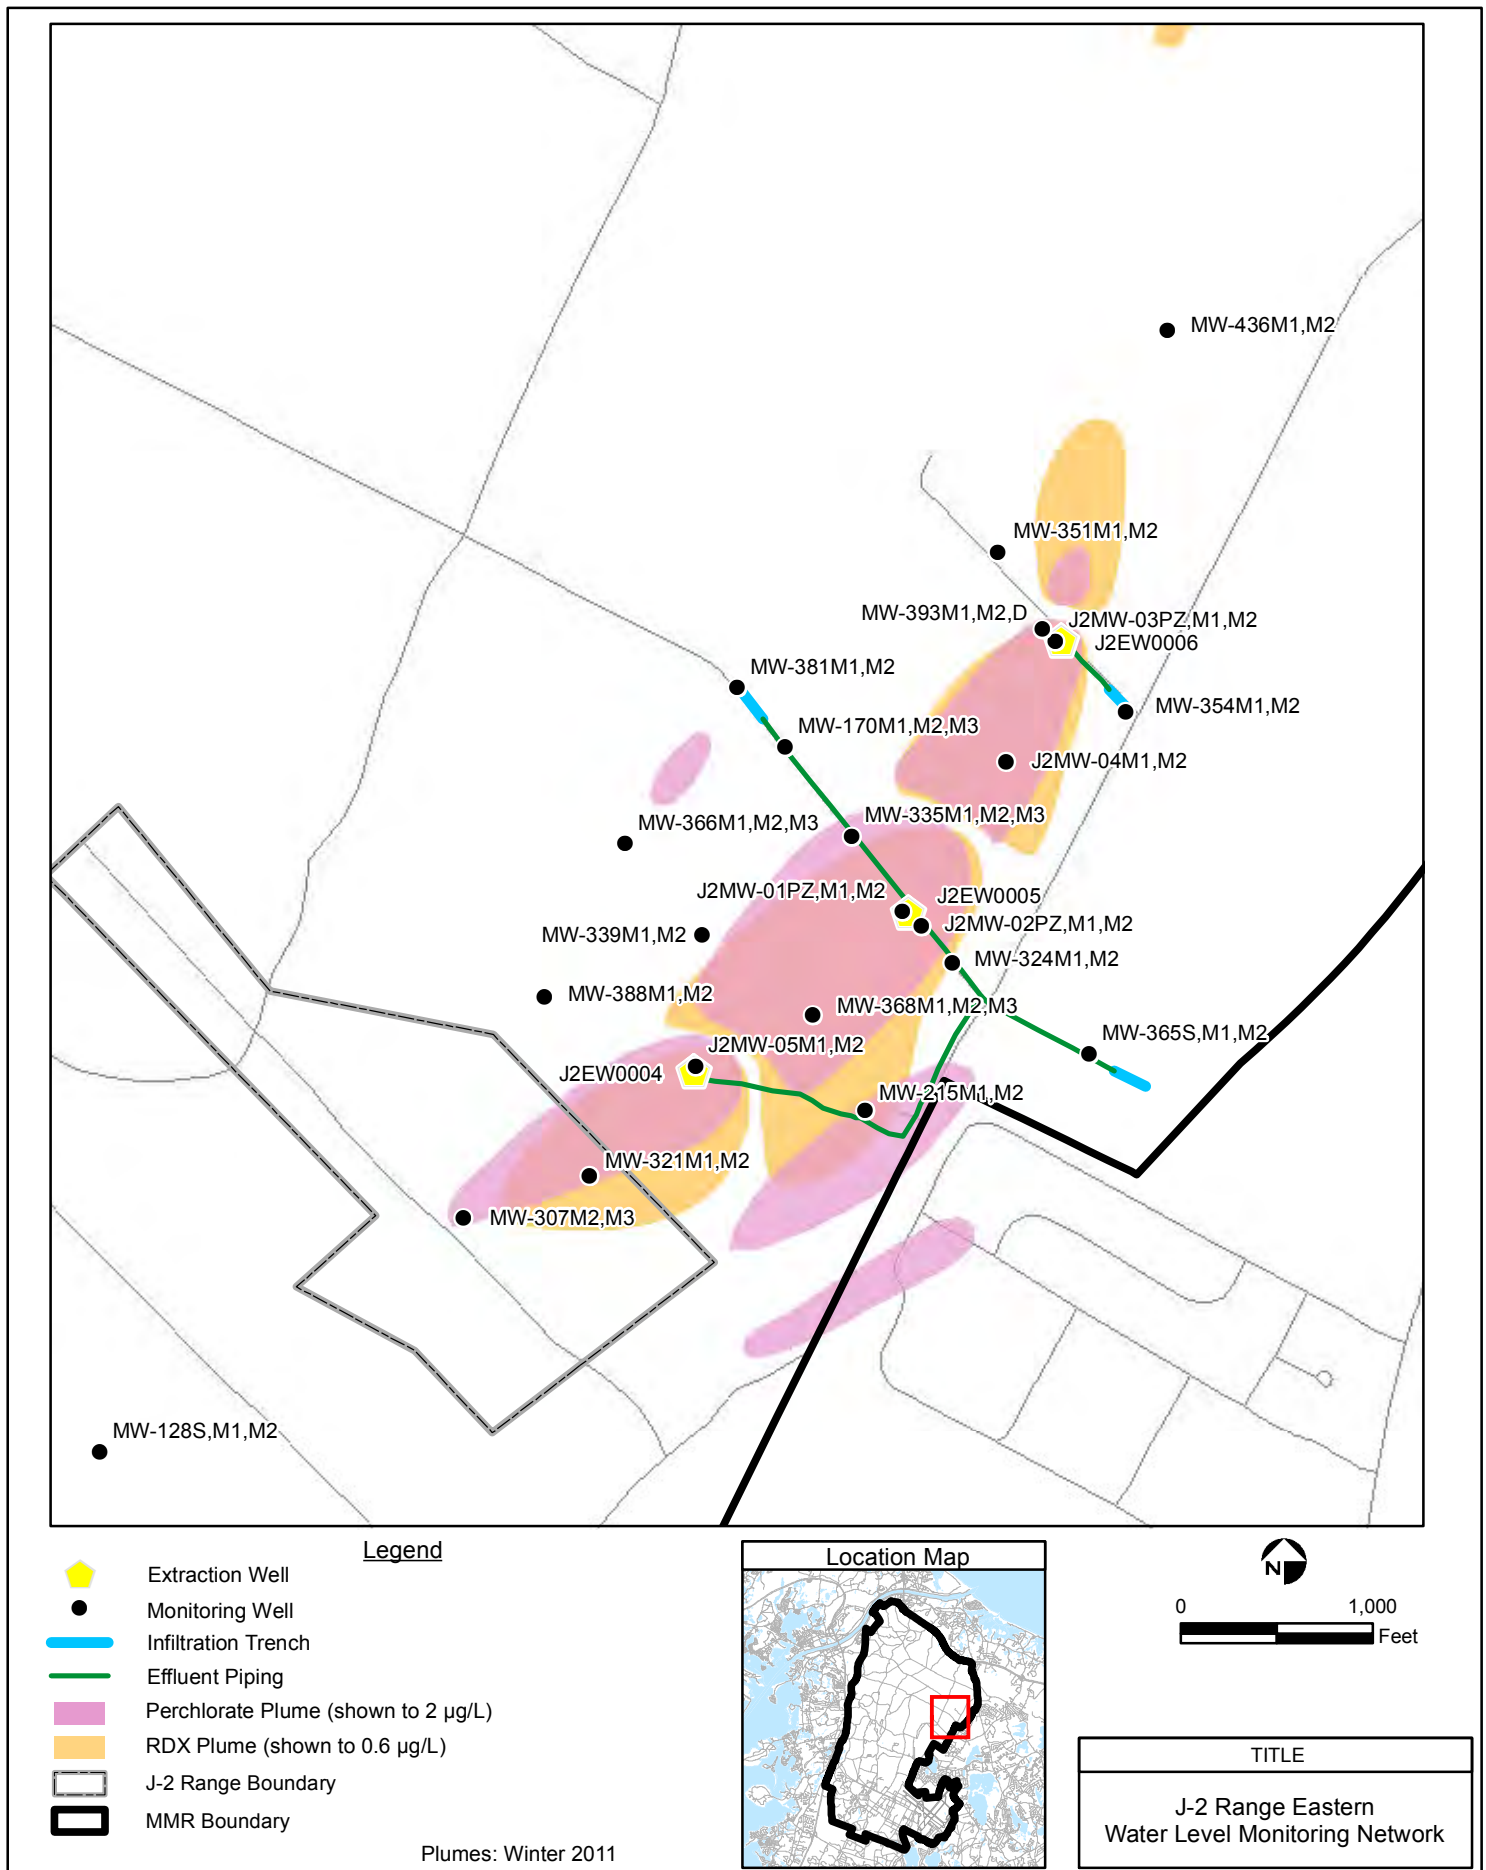 MW-436M1,M2
MW-351M1,M2
MW-393M1,M2,D
J2MW-03PZ,M1,M2
J2EW0006
MW-381M1,M2
MW-354M1,M2
MW-170M1,M2,M3
J2MW-04M1,M2
MW-335M1,M2,M3
MW-366M1,M2,M3
J2MW-01PZ,M1,M2
J2EW0005
J2MW-02PZ,M1,M2
MW-339M1,M2
MW-324M1,M2
MW-388M1,M2
MW-368M1,M2,M3
J2MW-05M1,M2
MW-365S,M1,M2
J2EW0004
MW-215M1,M2
MW-321M1,M2
MW-307M2,M3
MW-128S,M1,M2
Legend
Extraction Well
Monitoring Well
Infiltration Trench
Effluent Piping
Perchlorate Plume (shown to 2 µg/L)
RDX Plume (shown to 0.6 µg/L)
J-2 Range Boundary
MMR Boundary
Plumes: Winter 2011
Location Map
N
0 1,000
Feet
TITLE
J-2 Range Eastern
Water Level Monitoring Network